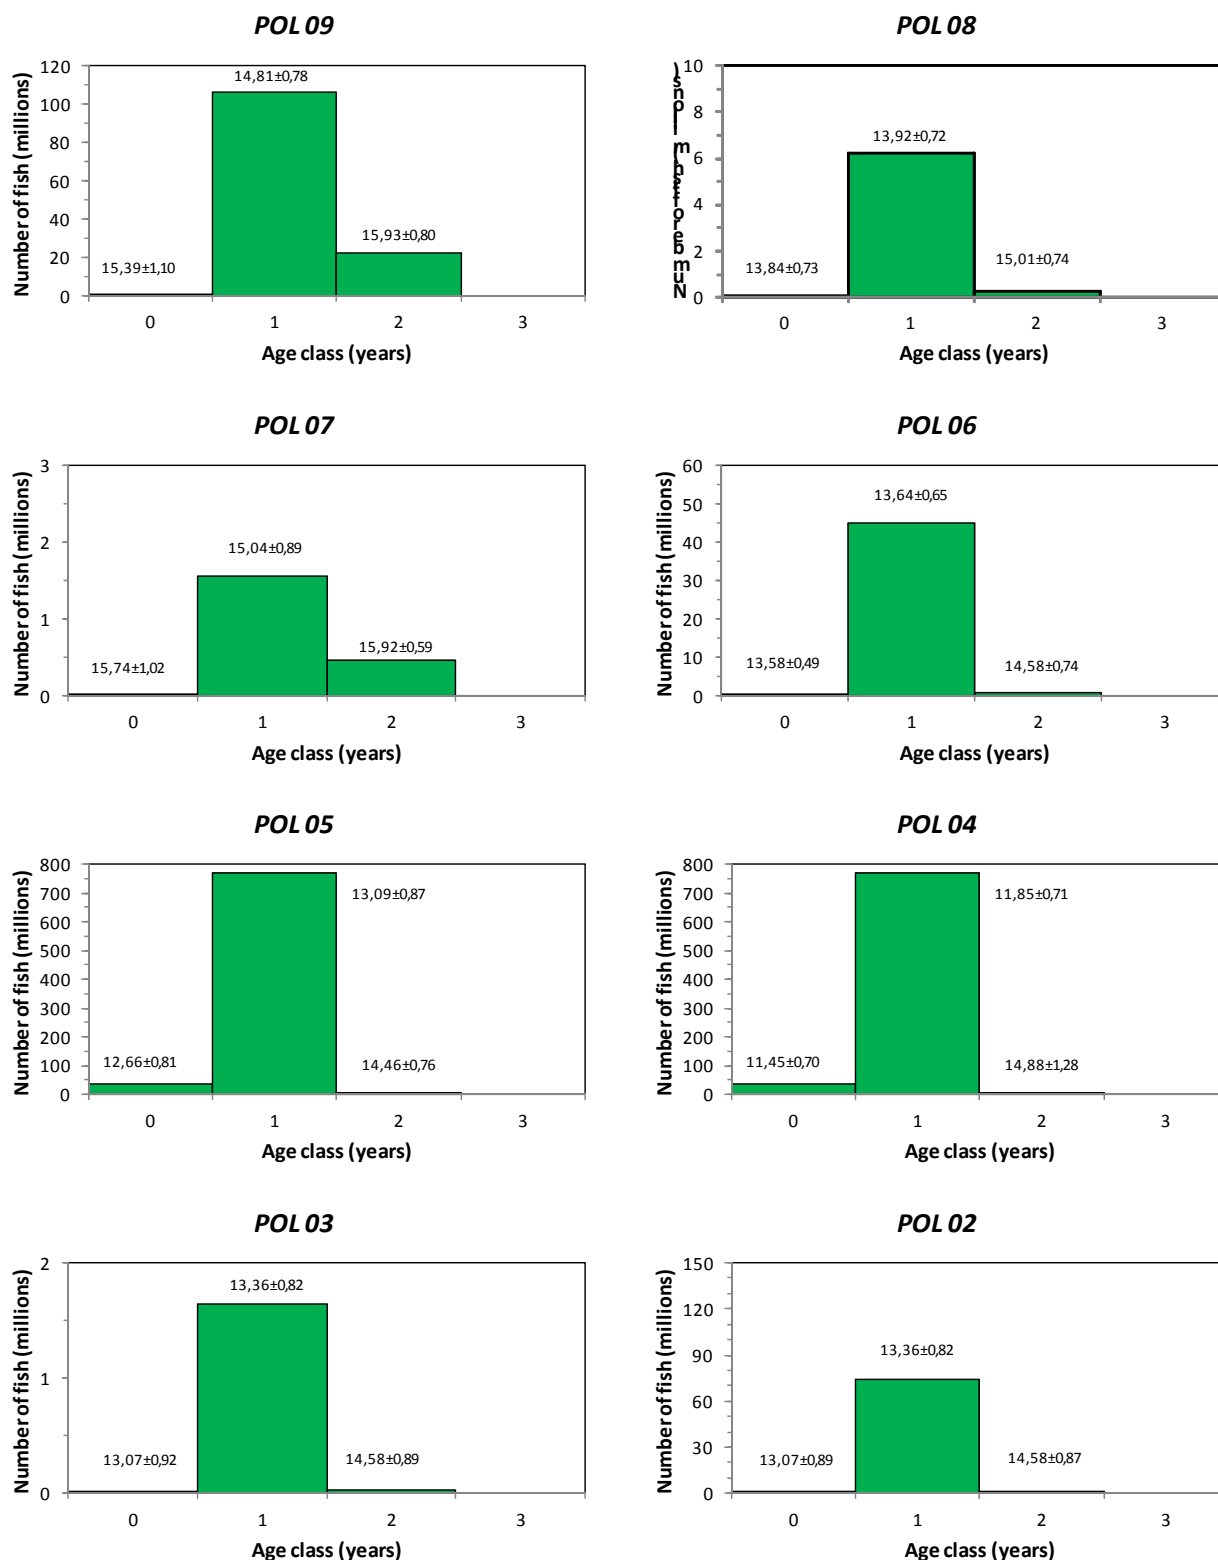 POL 09
Number of fish (millions)
120
100
80
60
40
20
0
14,81±0,78
15,93±0,80
15,39±1,10
0 1 2 3
Age class (years)
POL 08
Number of fish (millions)
10
8
6
4
2
0
13,92±0,72
15,01±0,74
13,84±0,73
0 1 2 3
Age class (years)
POL 07
Number of fish (millions)
3
2
1
0
15,04±0,89
15,92±0,59
15,74±1,02
0 1 2 3
Age class (years)
POL 06
Number of fish (millions)
60
50
40
30
20
10
0
13,64±0,65
13,58±0,49
14,58±0,74
0 1 2 3
Age class (years)
POL 05
Number of fish (millions)
800
700
600
500
400
300
200
100
0
13,09±0,87
12,66±0,81
14,46±0,76
0 1 2 3
Age class (years)
POL 04
Number of fish (millions)
800
700
600
500
400
300
200
100
0
11,85±0,71
11,45±0,70
14,88±1,28
0 1 2 3
Age class (years)
POL 03
Number of fish (millions)
2
1
0
13,36±0,82
13,07±0,92
14,58±0,89
0 1 2 3
Age class (years)
POL 02
Number of fish (millions)
150
120
90
60
30
0
13,36±0,82
13,07±0,89
14,58±0,87
0 1 2 3
Age class (years)